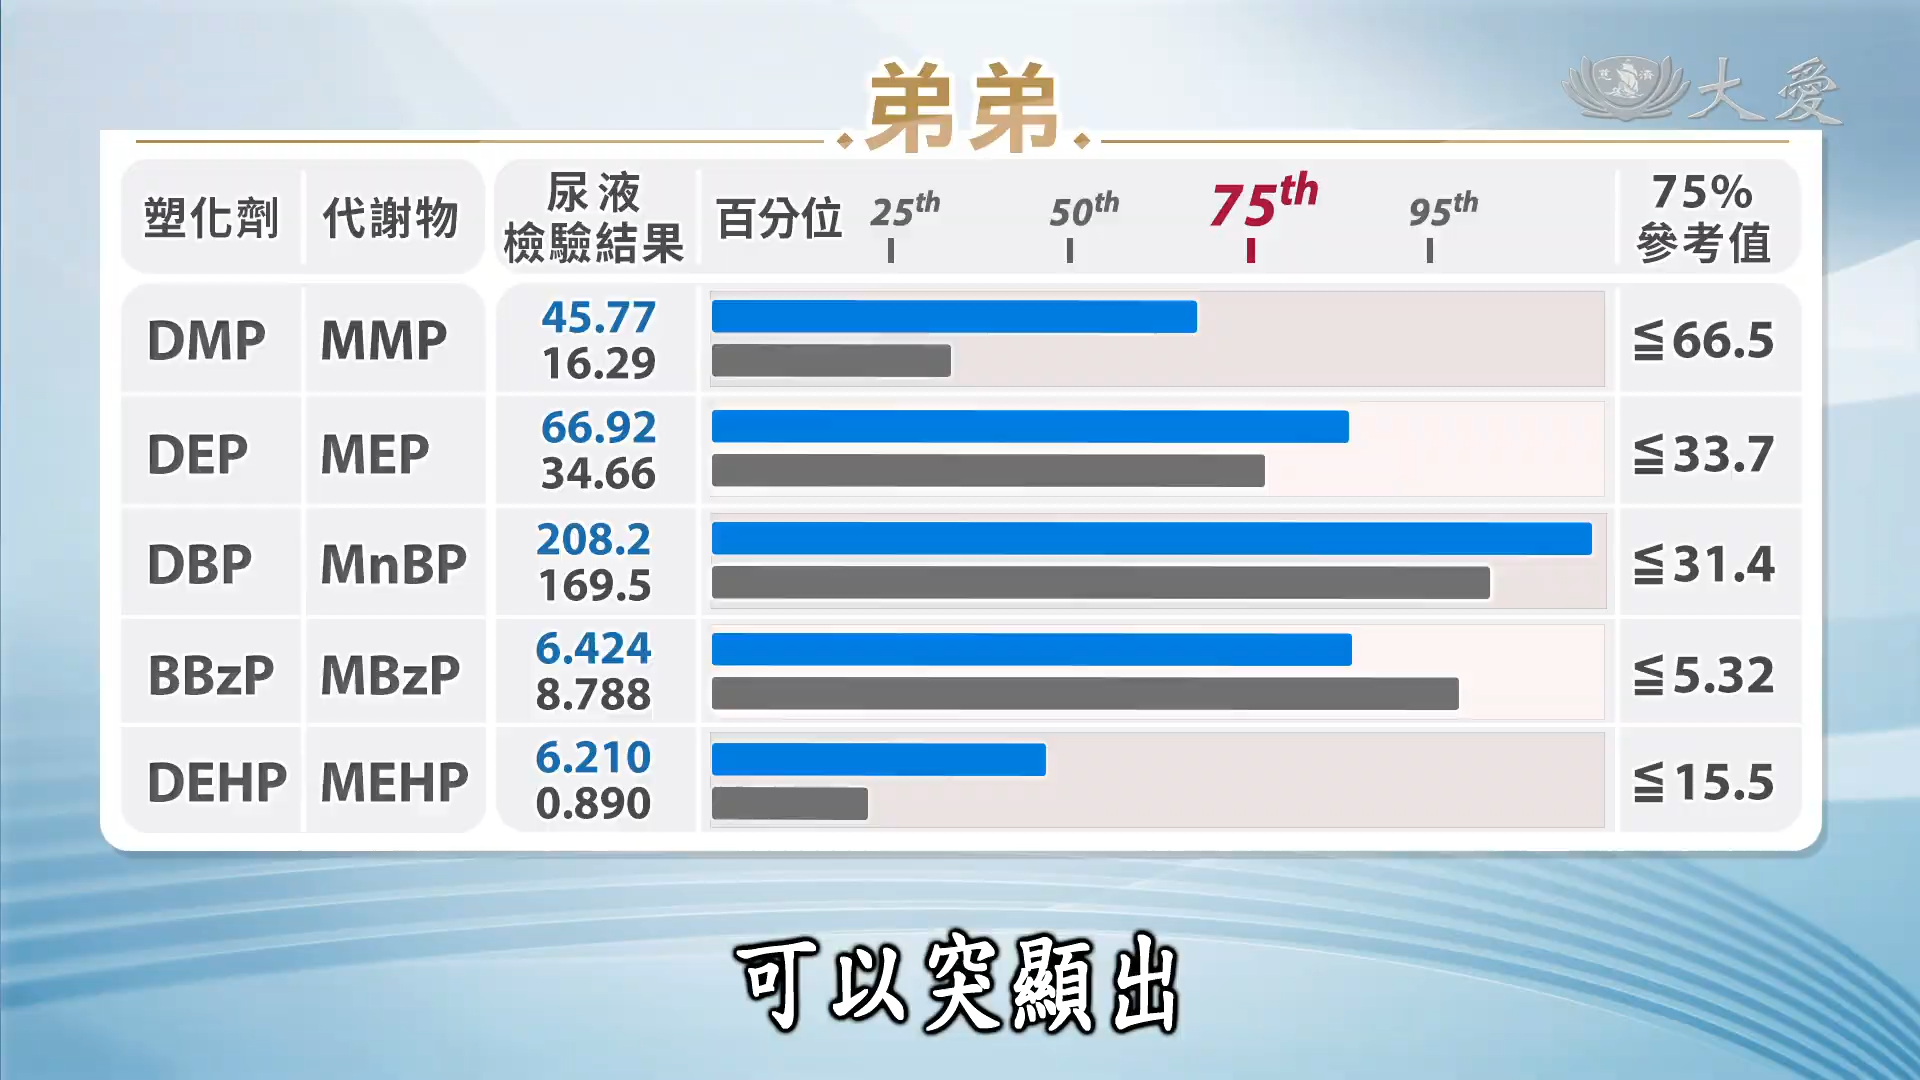 大愛
弟弟
塑化劑 代謝物 尿液檢驗結果 百分位 25th 50th 75th 95th 75%參考值
DMP MMP 45.77 16.29 ≦66.5
DEP MEP 66.92 34.66 ≦33.7
DBP MnBP 208.2 169.5 ≦31.4
BBzP MBzP 6.424 8.788 ≦5.32
DEHP MEHP 6.210 0.890 ≦15.5
可以突顯出